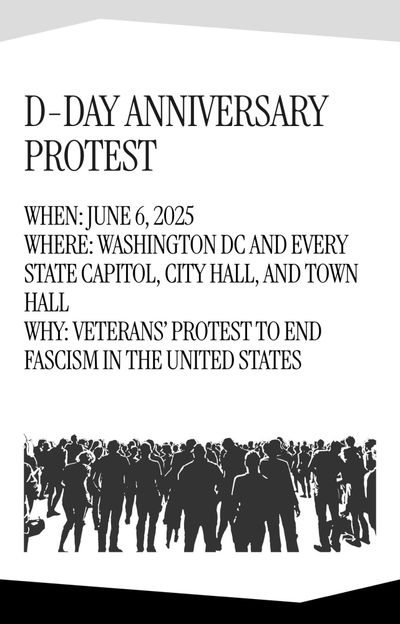 D-DAY ANNIVERSARY
PROTEST
WHEN: JUNE 6, 2025
WHERE: WASHINGTON DC AND EVERY
STATE CAPITOL, CITY HALL, AND TOWN
HALL
WHY: VETERANS' PROTEST TO END
FASCISM IN THE UNITED STATES